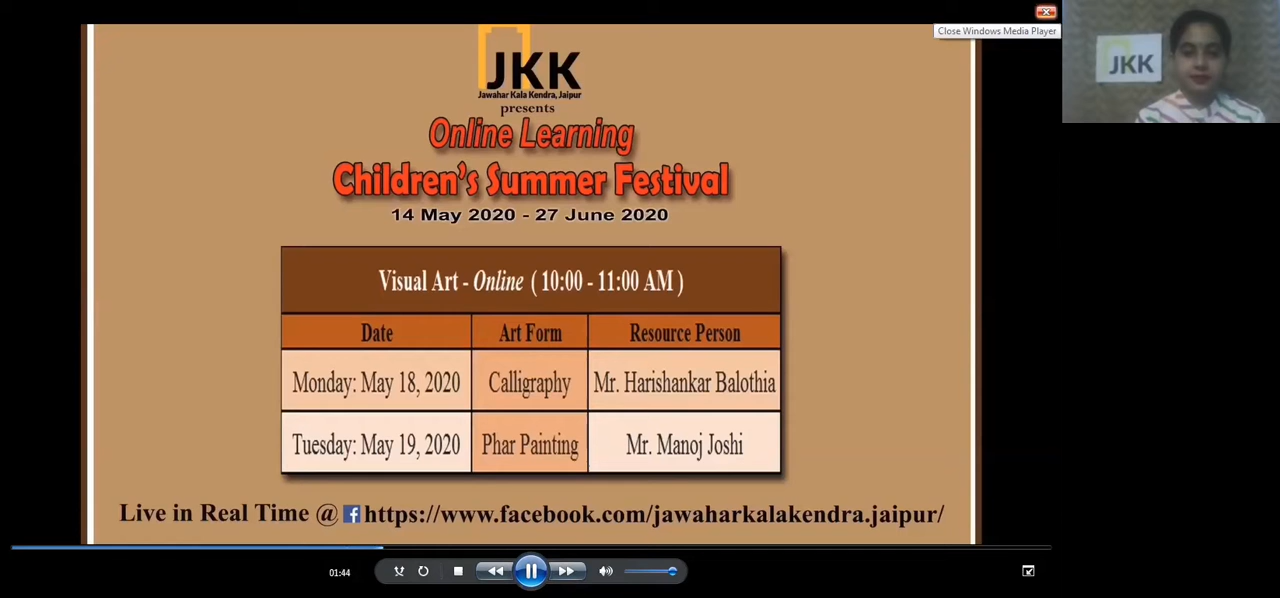 Close Windows Media Player
JKK
JKK
Jawahar Kala Kendra, Jaipur
presents
Online Learning
Children's Summer Festival
14 May 2020 - 27 June 2020
Visual Art - Online ( 10:00 - 11:00 AM )
Date Art Form Resource Person
Monday: May 18, 2020 Calligraphy Mr. Harishankar Balothia
Tuesday: May 19, 2020 Phar Painting Mr. Manoj Joshi
Live in Real Time @ f https://www.facebook.com/jawaharkalakendra.jaipur/
01:44